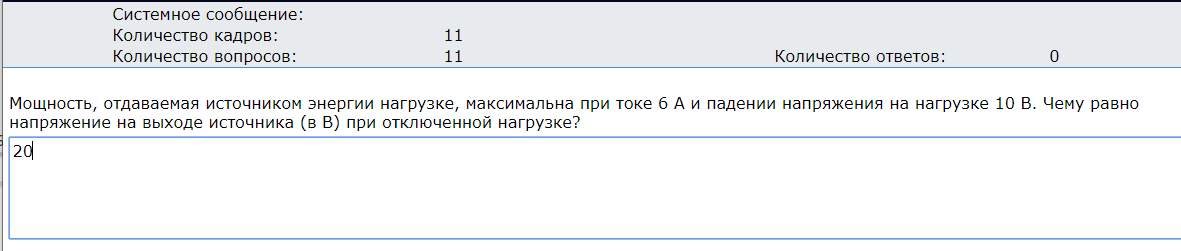 Системное сообщение:
Количество кадров: 11
Количество вопросов: 11 Количество ответов: 0
Мощность, отдаваемая источником энергии нагрузке, максимальна при токе 6 А и падении напряжения на нагрузке 10 В. Чему равно
напряжение на выходе источника (в В) при отключенной нагрузке?
20